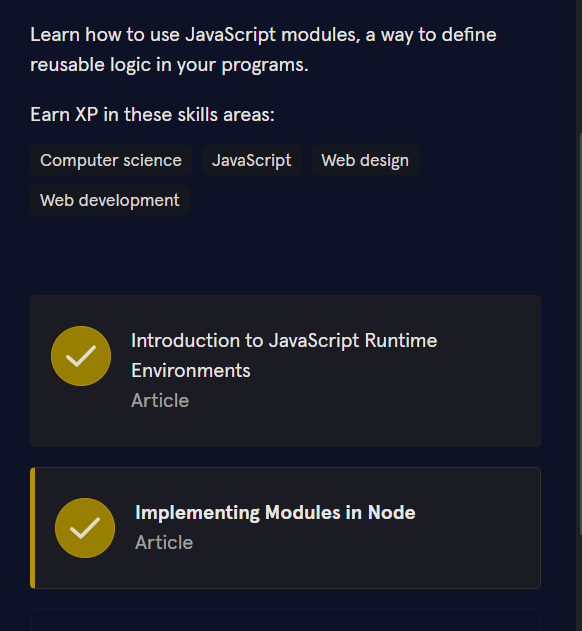 Learn how to use JavaScript modules, a way to define
reusable logic in your programs.
Earn XP in these skills areas:
Computer science JavaScript Web design
Web development
Introduction to JavaScript Runtime
Environments
Article
Implementing Modules in Node
Article